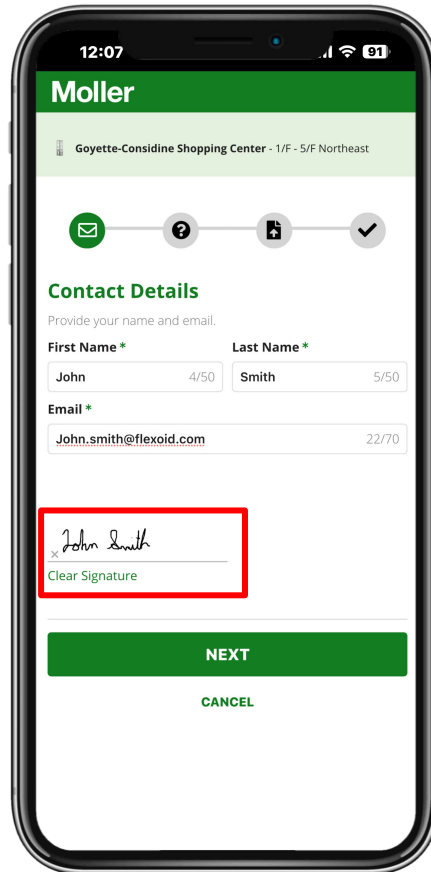 12:07
91
Moller
Goyette-Considine Shopping Center - 1/F - 5/F Northeast
Contact Details
Provide your name and email.
First Name * Last Name *
John 4/50 Smith 5/50
Email *
John.smith@flexoid.com 22/70
John Smith
×
Clear Signature
NEXT
CANCEL